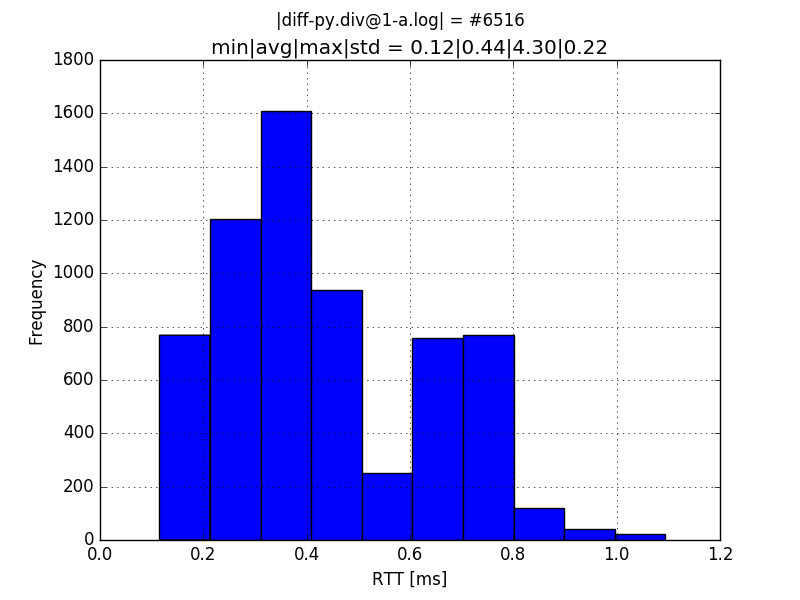 |diff-py.div@1-a.log| = #6516
min|avg|max|std = 0.12|0.44|4.30|0.22
1800
1600
1400
1200
1000
800
600
400
200
0
Frequency
0.0 0.2 0.4 0.6 0.8 1.0 1.2
RTT [ms]